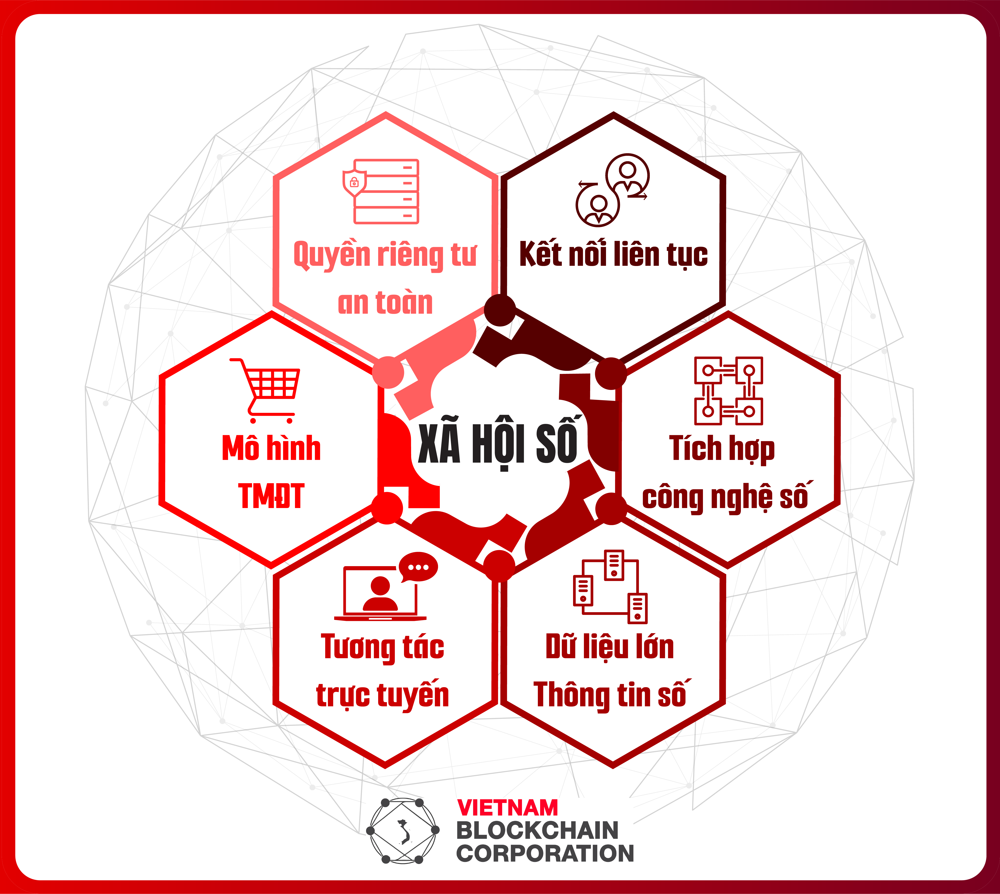 Quyền riêng tư
an toàn
Kết nối liên tục
Mô hình
TMĐT
XÃ HỘI SỐ
Tích hợp
công nghệ số
Tương tác
trực tuyến
Dữ liệu lớn
Thông tin số
VIETNAM
BLOCKCHAIN
CORPORATION